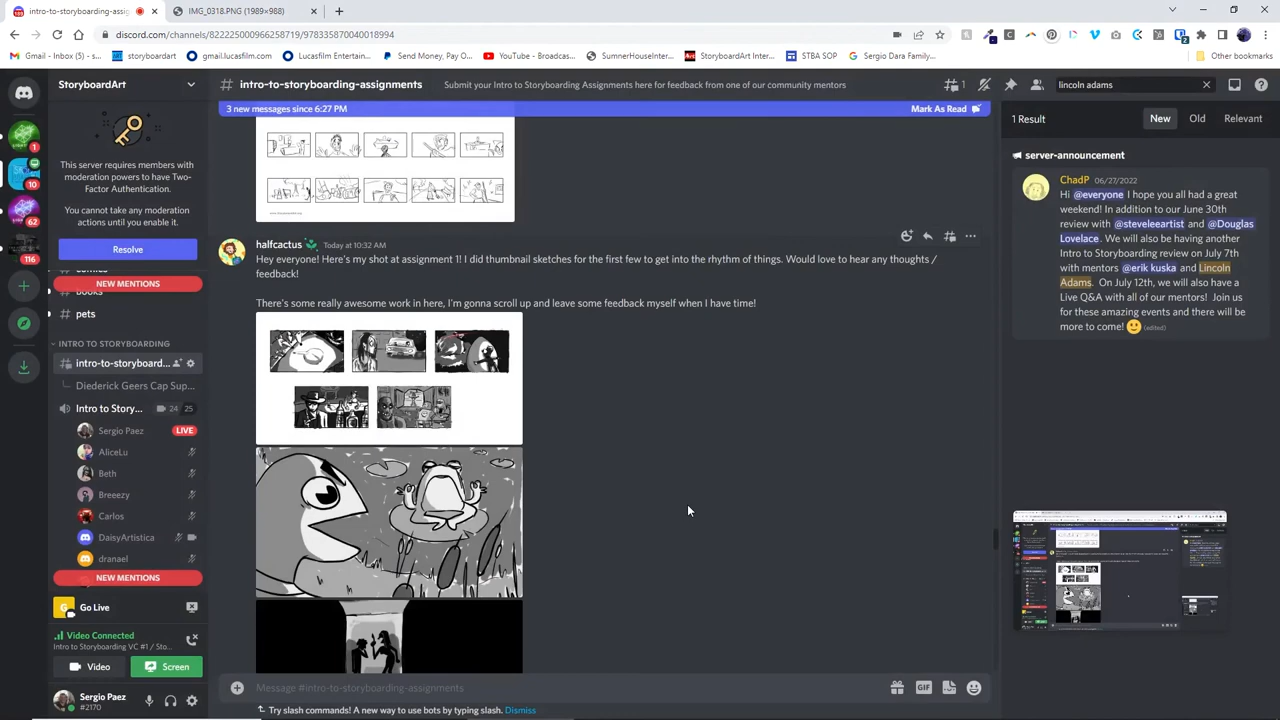 intro-to-storyboarding-assig
IMG_0318.PNG (1989×988)
discord.com/channels/822225000966258719/978335870040018994
Gmail - Inbox (5) - s...
storyboardart
gmail.lucasfilm.com
Lucasfilm Entertain...
Send Money, Pay O...
YouTube - Broadcas...
SumnerHouseInter...
StoryboardArt Inter...
STBA SOP
Sergio Dara Family...
Other bookmarks
StoryboardArt
intro-to-storyboarding-assignments
Submit your Intro to Storyboarding Assignments here for feedback from one of our community mentors
1
lincoln adams
3 new messages since 6:27 PM
Mark As Read
1 Result
New
Old
Relevant
This server requires members with moderation powers to have Two-Factor Authentication.
You cannot take any moderation actions until you enable it.
Resolve
NEW MENTIONS
books
pets
INTRO TO STORYBOARDING
intro-to-storyboard...
Diederick Geers Cap Sup...
Intro to Story...
24
25
Sergio Paez
LIVE
AliceLu
Beth
Breeezy
Carlos
DaisyArtistica
dranael
NEW MENTIONS
Go Live
Video Connected
Intro to Storyboarding VC #1 / Sto...
Video
Screen
Sergio Paez
#2170
1
10
62
116
halfcactus
Today at 10:32 AM
Hey everyone! Here's my shot at assignment 1! I did thumbnail sketches for the first few to get into the rhythm of things. Would love to hear any thoughts /
feedback!
There's some really awesome work in here, I'm gonna scroll up and leave some feedback myself when I have time!
Message #intro-to-storyboarding-assignments
GIF
Try slash commands! A new way to use bots by typing slash. Dismiss
server-announcement
ChadP 06/27/2022
Hi @everyone I hope you all had a great
weekend! In addition to our June 30th
review with @steveleeartist and @Douglas
Lovelace. We will also be having another
Intro to Storyboarding review on July 7th
with mentors @erik kuska and Lincoln
Adams. On July 12th, we will also have a
Live Q&A with all of our mentors! Join us
for these amazing events and there will be
more to come! (edited)